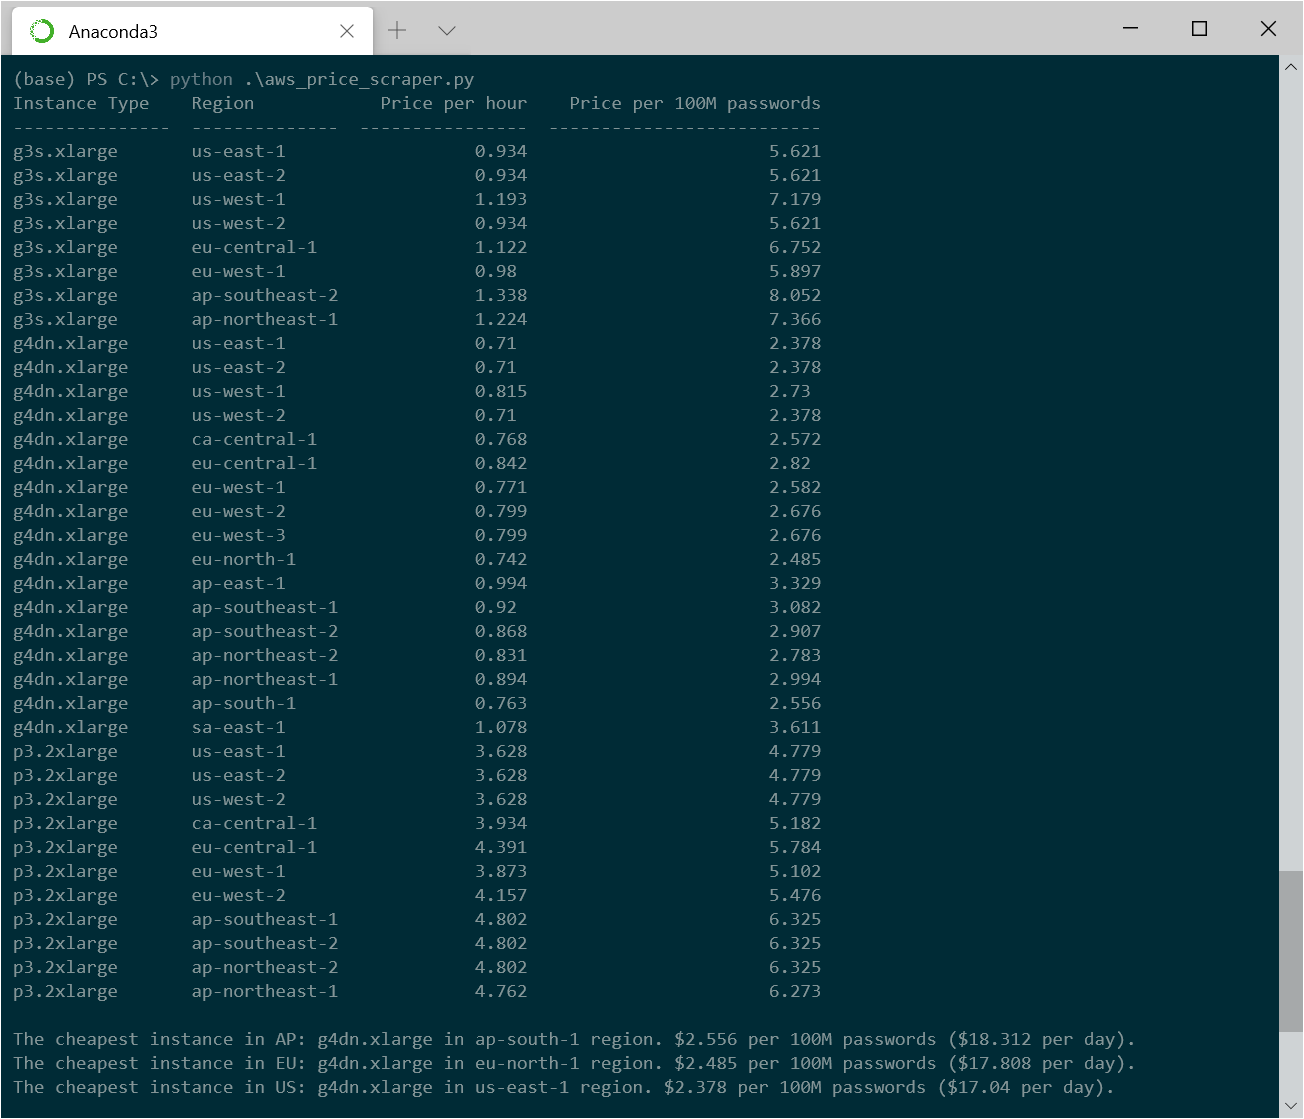 Anaconda3
(base) PS C:\> python .\aws_price_scraper.py
Instance Type    Region            Price per hour    Price per 100M passwords
---------------  --------------  ----------------  --------------------------
g3s.xlarge       us-east-1                  0.934                       5.621
g3s.xlarge       us-east-2                  0.934                       5.621
g3s.xlarge       us-west-1                  1.193                       7.179
g3s.xlarge       us-west-2                  0.934                       5.621
g3s.xlarge       eu-central-1               1.122                       6.752
g3s.xlarge       eu-west-1                  0.98                        5.897
g3s.xlarge       ap-southeast-2             1.338                       8.052
g3s.xlarge       ap-northeast-1             1.224                       7.366
g4dn.xlarge      us-east-1                  0.71                        2.378
g4dn.xlarge      us-east-2                  0.71                        2.378
g4dn.xlarge      us-west-1                  0.815                       2.73
g4dn.xlarge      us-west-2                  0.71                        2.378
g4dn.xlarge      ca-central-1               0.768                       2.572
g4dn.xlarge      eu-central-1               0.842                       2.82
g4dn.xlarge      eu-west-1                  0.771                       2.582
g4dn.xlarge      eu-west-2                  0.799                       2.676
g4dn.xlarge      eu-west-3                  0.799                       2.676
g4dn.xlarge      eu-north-1                 0.742                       2.485
g4dn.xlarge      ap-east-1                  0.994                       3.329
g4dn.xlarge      ap-southeast-1             0.92                        3.082
g4dn.xlarge      ap-southeast-2             0.868                       2.907
g4dn.xlarge      ap-northeast-2             0.831                       2.783
g4dn.xlarge      ap-northeast-1             0.894                       2.994
g4dn.xlarge      ap-south-1                 0.763                       2.556
g4dn.xlarge      sa-east-1                  1.078                       3.611
p3.2xlarge       us-east-1                  3.628                       4.779
p3.2xlarge       us-east-2                  3.628                       4.779
p3.2xlarge       us-west-2                  3.628                       4.779
p3.2xlarge       ca-central-1               3.934                       5.182
p3.2xlarge       eu-central-1               4.391                       5.784
p3.2xlarge       eu-west-1                  3.873                       5.102
p3.2xlarge       eu-west-2                  4.157                       5.476
p3.2xlarge       ap-southeast-1             4.802                       6.325
p3.2xlarge       ap-southeast-2             4.802                       6.325
p3.2xlarge       ap-northeast-2             4.802                       6.325
p3.2xlarge       ap-northeast-1             4.762                       6.273
The cheapest instance in AP: g4dn.xlarge in ap-south-1 region. $2.556 per 100M passwords ($18.312 per day).
The cheapest instance in EU: g4dn.xlarge in eu-north-1 region. $2.485 per 100M passwords ($17.808 per day).
The cheapest instance in US: g4dn.xlarge in us-east-1 region. $2.378 per 100M passwords ($17.04 per day).